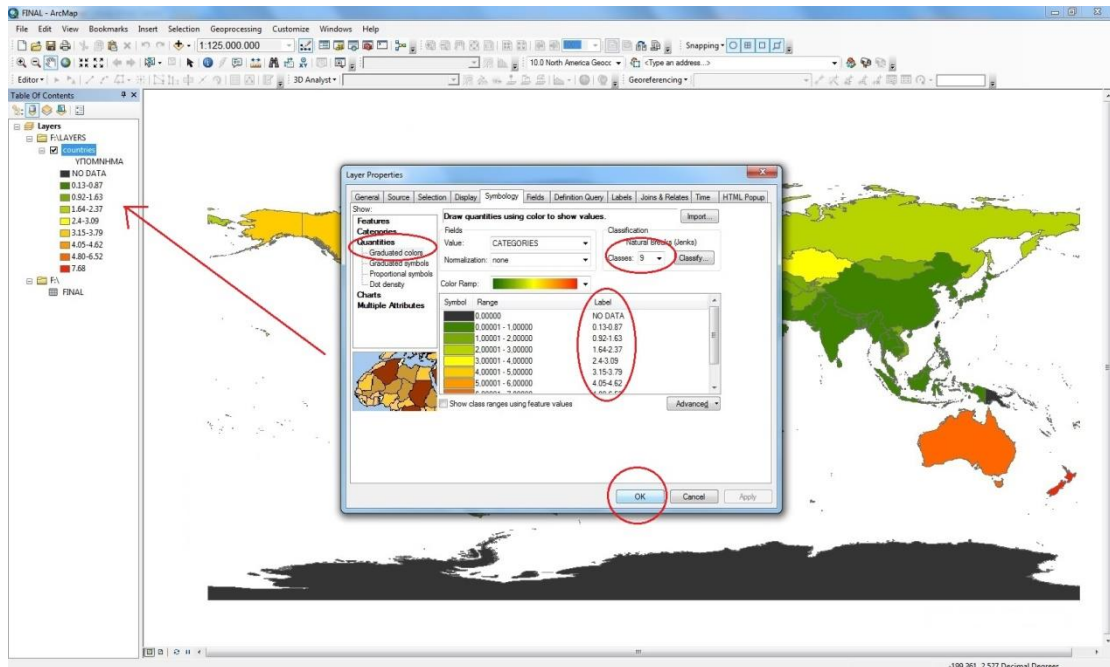 FINAL - ArcMap
File Edit View Bookmarks Insert Selection Geoprocessing Customize Windows Help
1:125.000.000
Snapping
10.0 North America Geocc
<Type an address...>
Editor
3D Analyst
Georeferencing
Table Of Contents
Layers
F:\LAYERS
countries
ΥΠΟΜΝΗΜΑ
NO DATA
0.13-0.87
0.92-1.63
1.64-2.37
2.4-3.09
3.15-3.79
4.05-4.62
4.80-6.52
7.68
F:\
FINAL
Layer Properties
General Source Selection Display Symbology Fields Definition Query Labels Joins & Relates Time HTML Popup
Show:
Features
Categories
Quantities
Graduated colors
Graduated symbols
Proportional symbols
Dot density
Charts
Multiple Attributes
Draw quantities using color to show values.
Import...
Fields
Value: CATEGORIES
Normalization: none
Classification
Natural Breaks (Jenks)
Classes: 9
Classify...
Color Ramp:
Symbol Range Label
0.00000 NO DATA
0.00001 - 1.00000 0.13-0.87
1.00001 - 2.00000 0.92-1.63
2.00001 - 3.00000 1.64-2.37
3.00001 - 4.00000 2.4-3.09
4.00001 - 5.00000 3.15-3.79
5.00001 - 6.00000 4.05-4.62
Show class ranges using feature values
Advanced
OK Cancel Apply
-199.361 2.577 Decimal Degrees